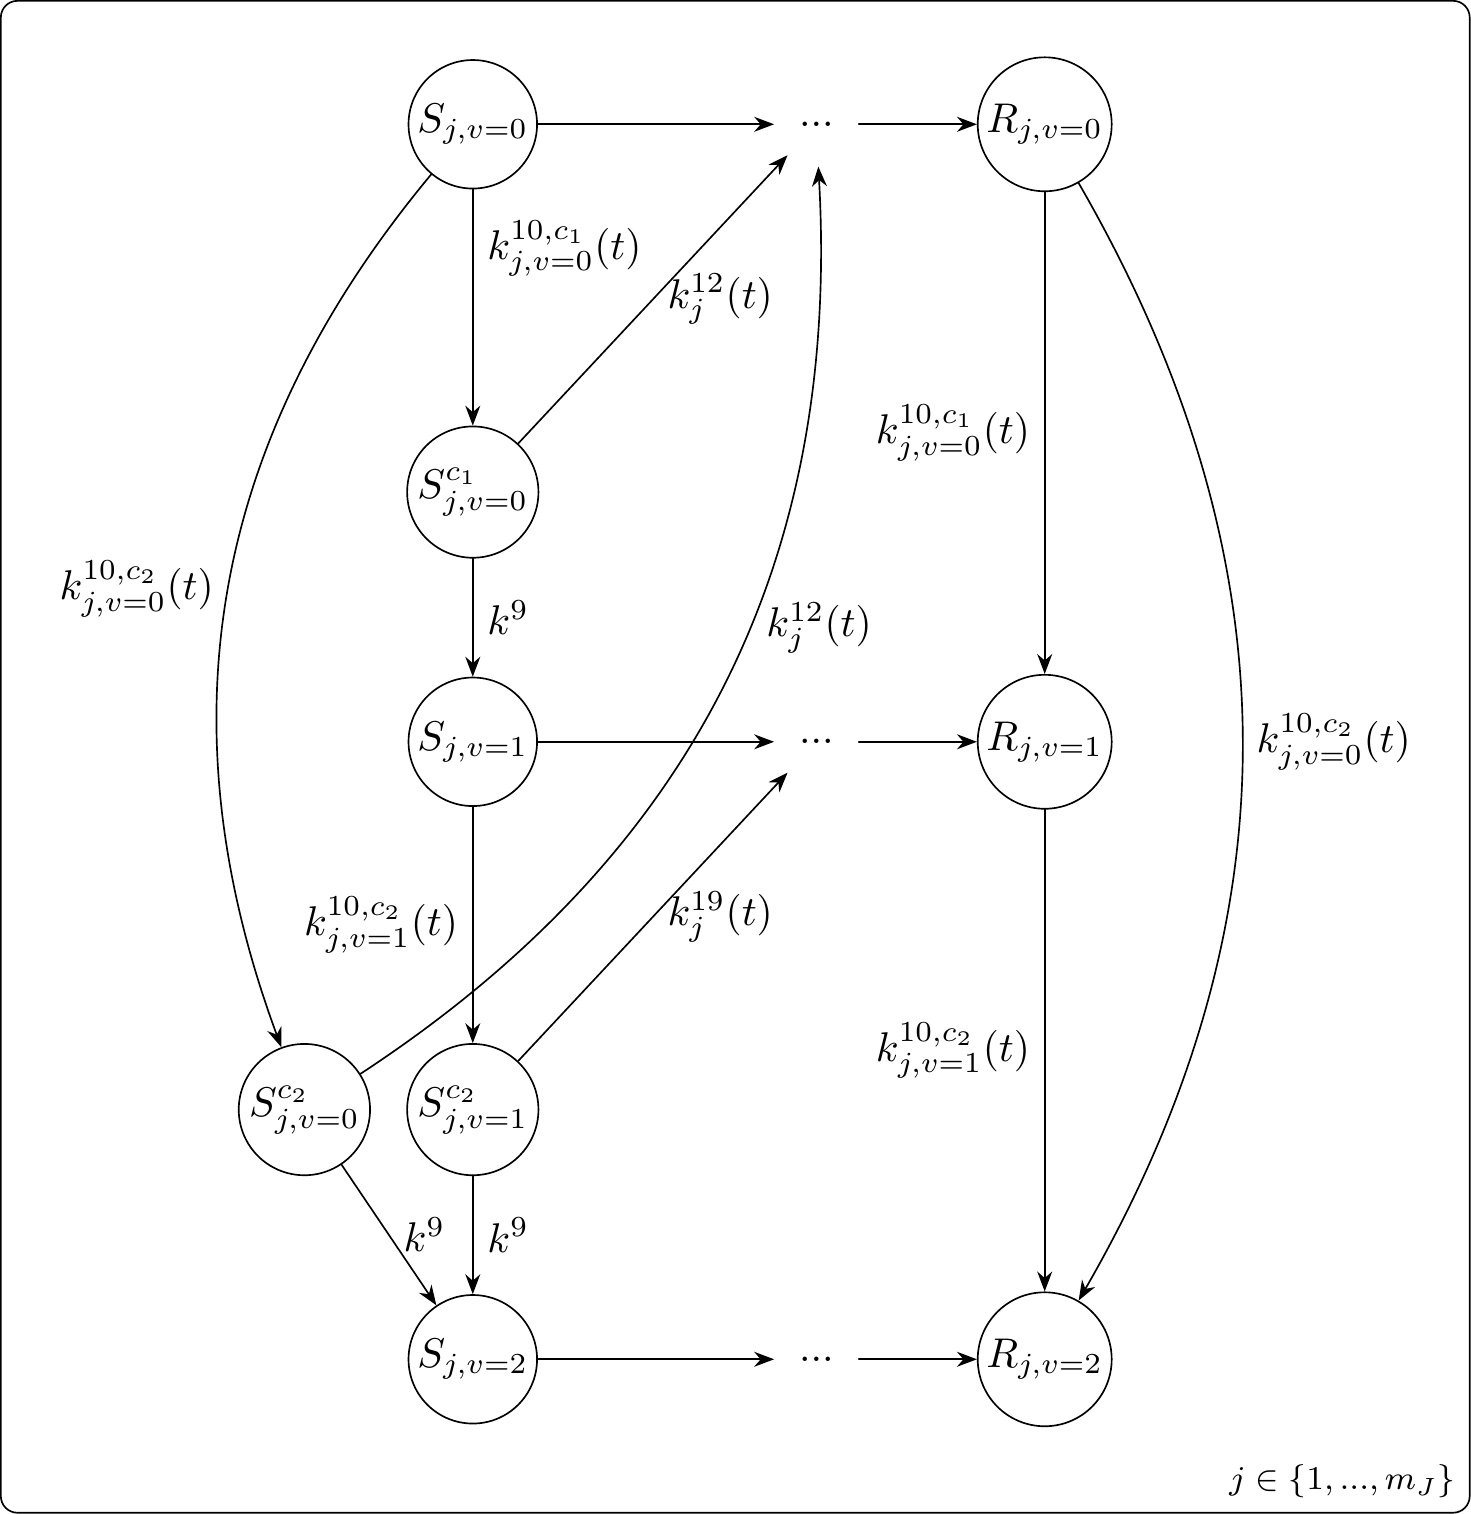 $S_{j,v=0}$ ... $R_{j,v=0}$
$k_{j,v=0}^{10,c_1}(t)$
$k_j^{12}(t)$
$k_{j,v=0}^{10,c_1}(t)$
$S_{j,v=0}^{c_1}$
$k_{j,v=0}^{10,c_2}(t)$
$k^9$
$k_j^{12}(t)$
$S_{j,v=1}$ ... $R_{j,v=1}$
$k_{j,v=0}^{10,c_2}(t)$
$k_{j,v=1}^{10,c_2}(t)$
$k_j^{19}(t)$
$k_{j,v=1}^{10,c_2}(t)$
$S_{j,v=0}^{c_2}$ $S_{j,v=1}^{c_2}$
$k^9$ $k^9$
$S_{j,v=2}$ ... $R_{j,v=2}$
$j \in \{1, ..., m_J\}$